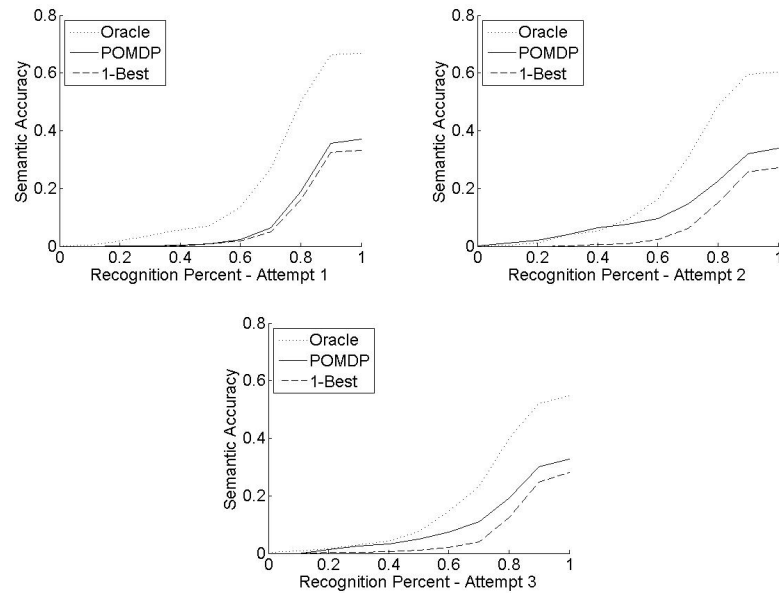 0.8
0.6
0.4
0.2
0
Semantic Accuracy
Oracle
POMDP
1-Best
0 0.2 0.4 0.6 0.8 1
Recognition Percent - Attempt 1
0.8
0.6
0.4
0.2
0
Semantic Accuracy
Oracle
POMDP
1-Best
0 0.2 0.4 0.6 0.8 1
Recognition Percent - Attempt 2
0.8
0.6
0.4
0.2
0
Semantic Accuracy
Oracle
POMDP
1-Best
0 0.2 0.4 0.6 0.8 1
Recognition Percent - Attempt 3